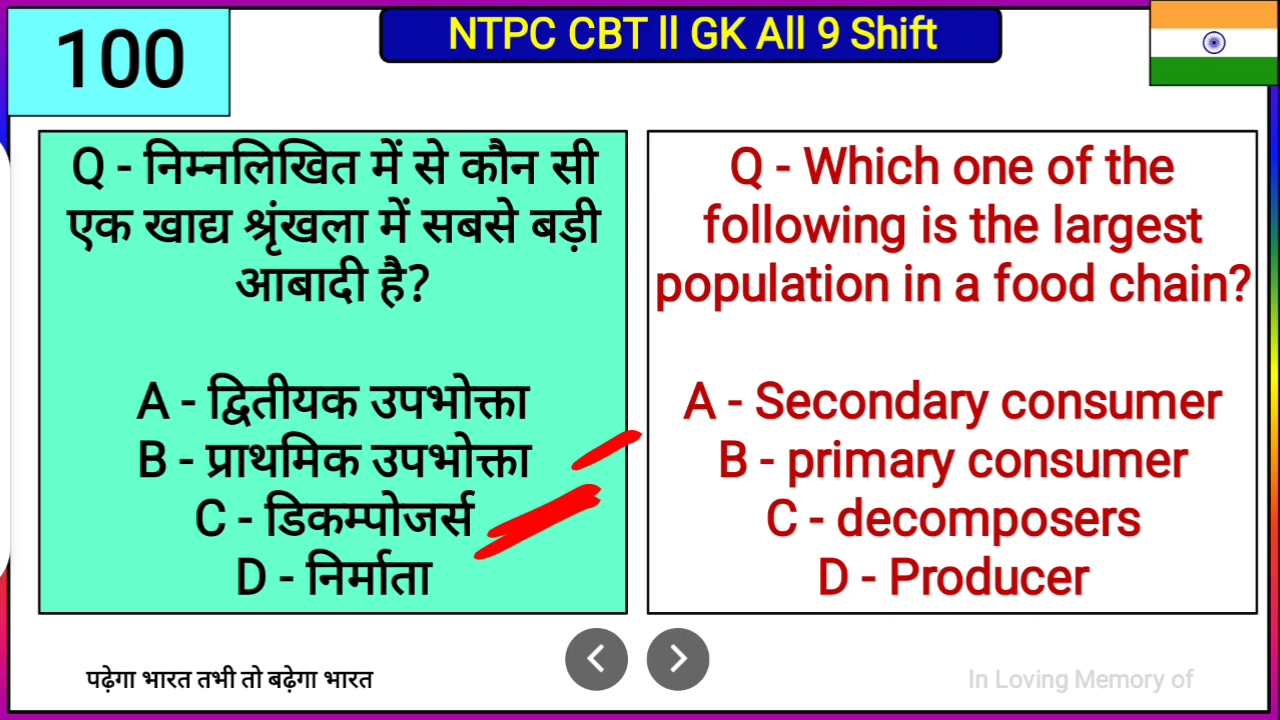 100
NTPC CBT ll GK All 9 Shift
Q - निम्नलिखित में से कौन सी
एक खाद्य श्रृंखला में सबसे बड़ी
आबादी है?
A - द्वितीयक उपभोक्ता
B - प्राथमिक उपभोक्ता
C - डिकम्पोजर्स
D - निर्माता
Q - Which one of the
following is the largest
population in a food chain?
A - Secondary consumer
B - primary consumer
C - decomposers
D - Producer
पढ़ेगा भारत तभी तो बढ़ेगा भारत
In Loving Memory of